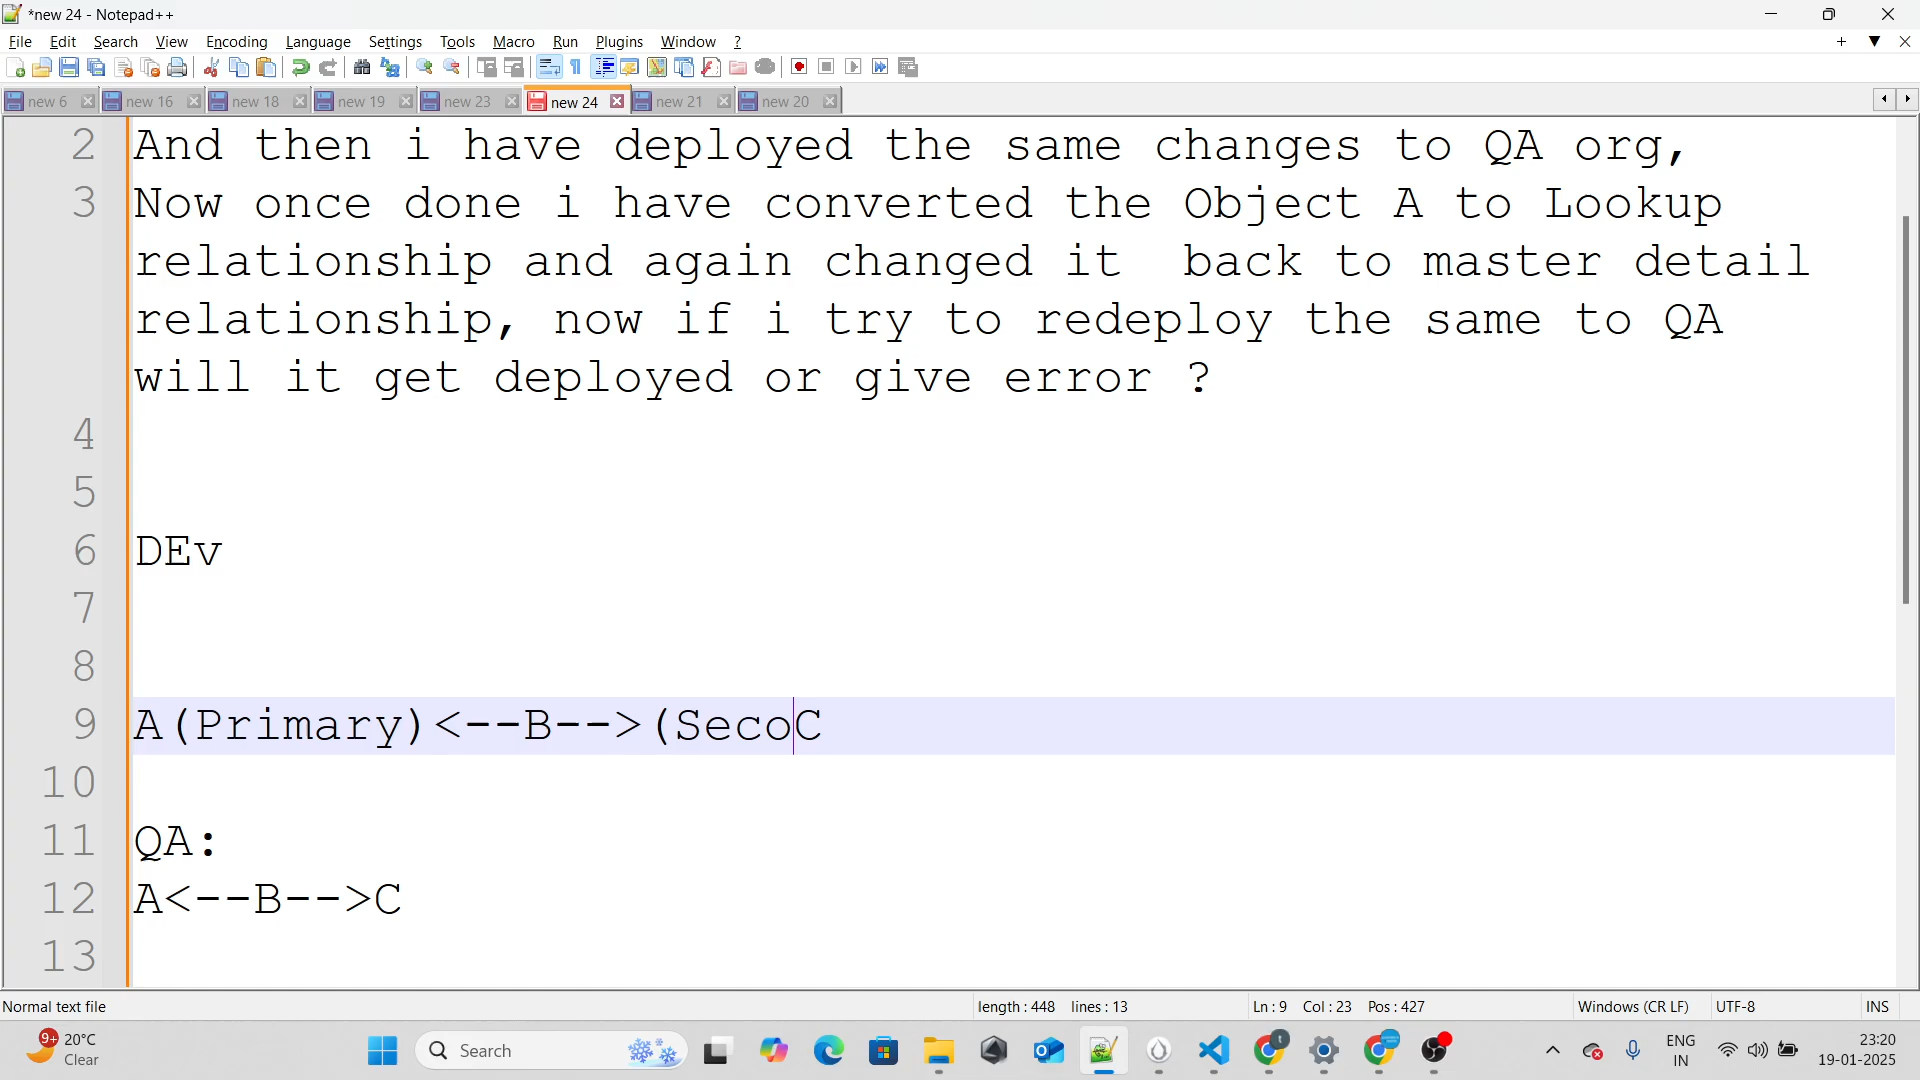 *new 24 - Notepad++
File Edit Search View Encoding Language Settings Tools Macro Run Plugins Window ?
new 6 new 16 new 18 new 19 new 23 new 24 new 21 new 20
2 And then i have deployed the same changes to QA org,
3 Now once done i have converted the Object A to Lookup
relationship and again changed it  back to master detail
relationship, now if i try to redeploy the same to QA
will it get deployed or give error ?
4
5
6 DEv
7
8
9 A(Primary)<--B-->(SecoC
10
11 QA:
12 A<--B-->C
13
Normal text file length : 448 lines : 13 Ln : 9 Col : 23 Pos : 427 Windows (CR LF) UTF-8 INS
9+ 20°C Search ENG 23:20
Clear IN 19-01-2025